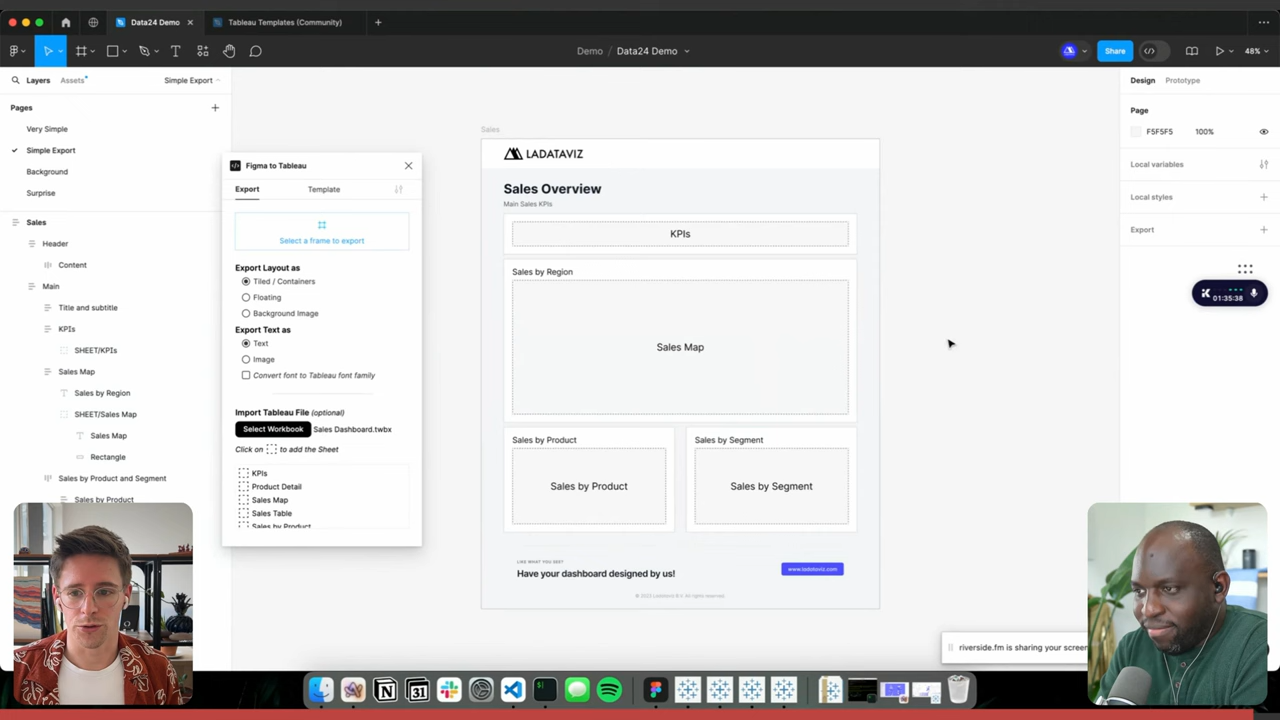 Data24 Demo
Tableau Templates (Community)
Demo / Data24 Demo
Share
48%
Layers
Assets
Simple Export
Design
Prototype
Pages
Page
Very Simple
F5F5F5
100%
Simple Export
Local variables
Background
Surprise
Local styles
Export
Sales
Header
Content
Main
Title and subtitle
KPIs
SHEET/KPIs
Sales Map
Sales by Region
SHEET/Sales Map
Sales Map
Rectangle
Sales by Product and Segment
Sales by Product
Figma to Tableau
Export
Template
Select a frame to export
Export Layout as
Tiled / Containers
Floating
Background Image
Export Text as
Text
Image
Convert font to Tableau font family
Import Tableau File (optional)
Select Workbook
Sales Dashboard.twbx
Click on to add the Sheet
KPIs
Product Detail
Sales Map
Sales Table
Sales by Product
Sales
LADATAVIZ
Sales Overview
Main Sales KPIs
KPIs
Sales by Region
Sales Map
Sales by Product
Sales by Segment
Sales by Product
Sales by Segment
LIKE WHAT YOU SEE?
Have your dashboard designed by us!
www.ladataviz.com
01:35:38
riverside.fm is sharing your screen
31